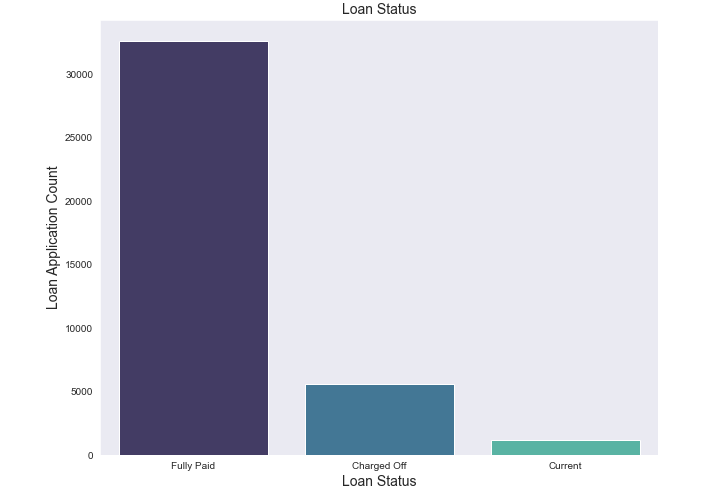 Loan Status
Loan Application Count
30000
25000
20000
15000
10000
5000
0
Fully Paid
Charged Off
Current
Loan Status